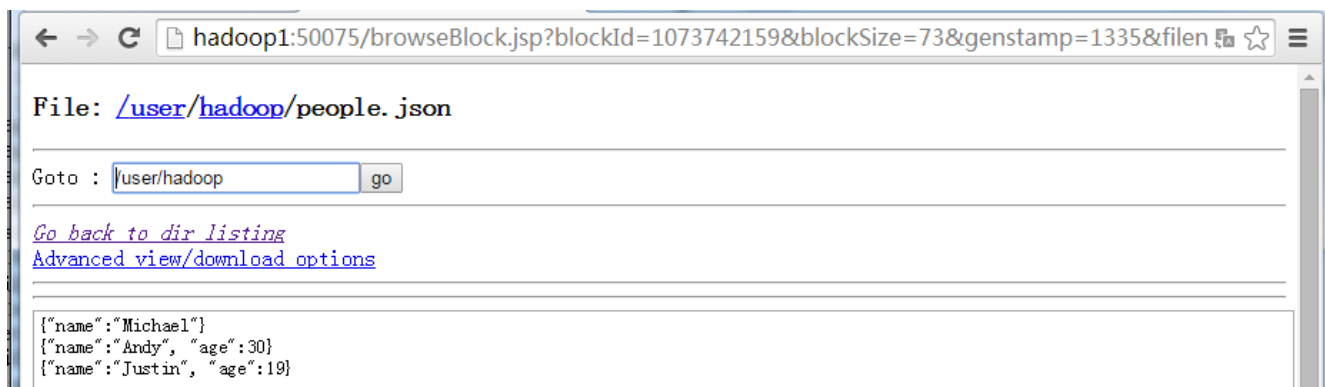 hadoop1:50075/browseBlock.jsp?blockId=1073742159&blockSize=73&genstamp=1335&filen
File: /user/hadoop/people.json
Goto : /user/hadoop go
Go back to dir listing
Advanced view/download options
{"name":"Michael"}
{"name":"Andy", "age":30}
{"name":"Justin", "age":19}